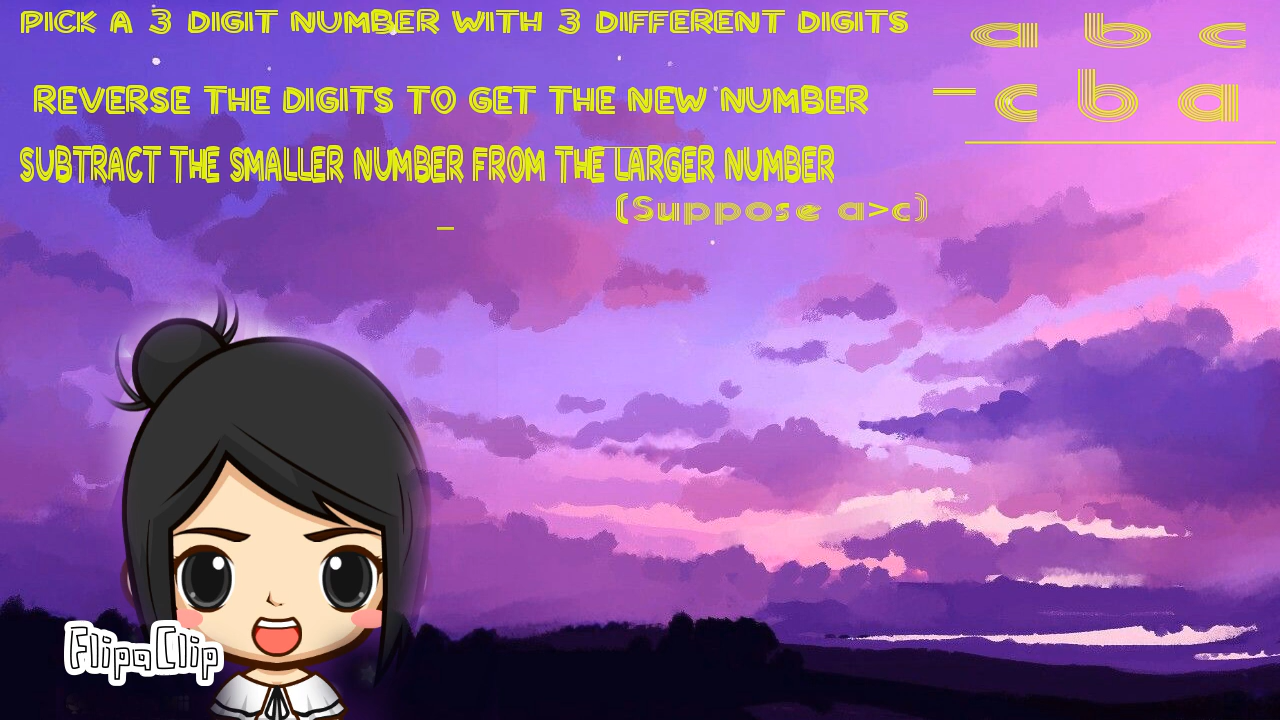 PICK A 3 DIGIT NUMBER WITH 3 DIFFERENT DIGITS
a b c
REVERSE THE DIGITS TO GET THE NEW NUMBER
— c b a
SUBTRACT THE SMALLER NUMBER FROM THE LARGER NUMBER
(Suppose a>c)
_
FlipaClip